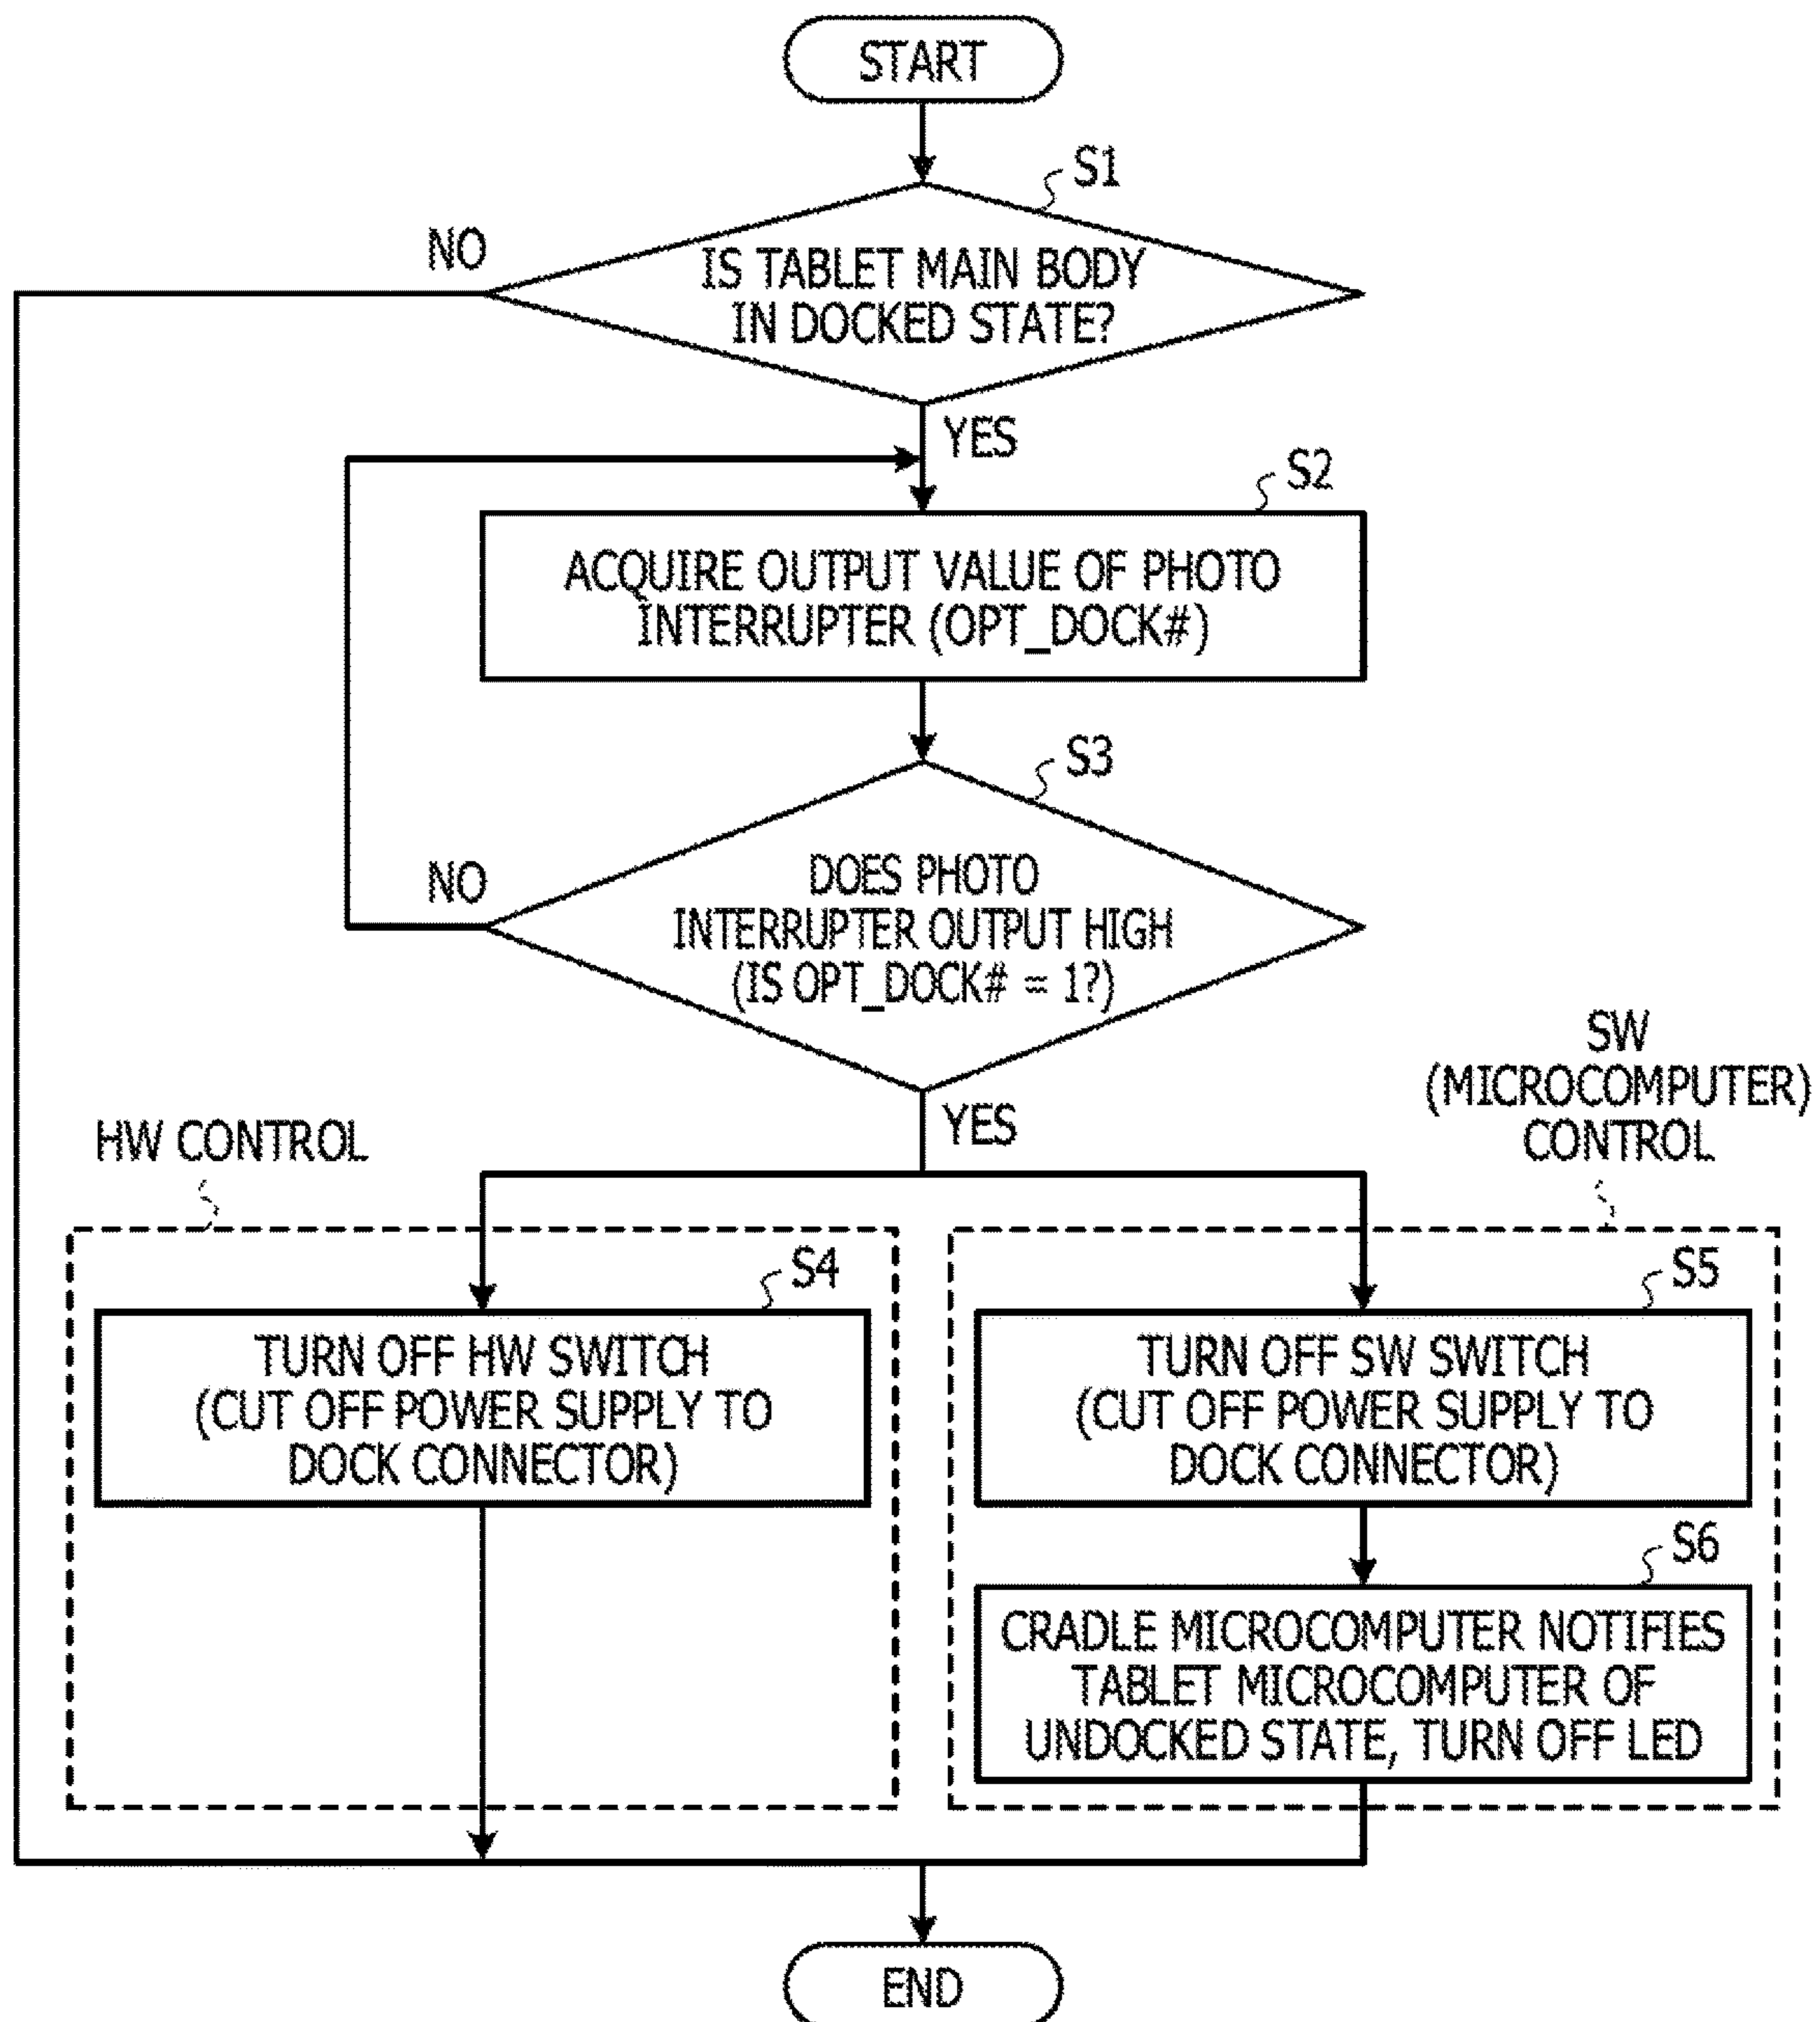 START
S1
NO
IS TABLET MAIN BODY
IN DOCKED STATE?
YES
S2
ACQUIRE OUTPUT VALUE OF PHOTO
INTERRUPTER (OPT_DOCK#)
S3
NO
DOES PHOTO
INTERRUPTER OUTPUT HIGH
(IS OPT_DOCK# = 1?)
YES
HW CONTROL
SW
(MICROCOMPUTER)
CONTROL
S4
TURN OFF HW SWITCH
(CUT OFF POWER SUPPLY TO
DOCK CONNECTOR)
S5
TURN OFF SW SWITCH
(CUT OFF POWER SUPPLY TO
DOCK CONNECTOR)
S6
CRADLE MICROCOMPUTER NOTIFIES
TABLET MICROCOMPUTER OF
UNDOCKED STATE, TURN OFF LED
END